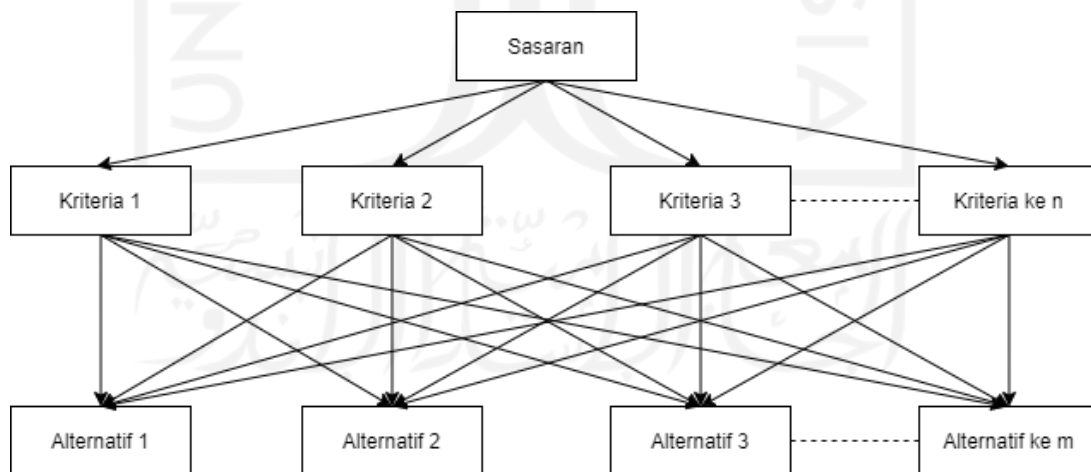 Sasaran
Kriteria 1
Kriteria 2
Kriteria 3
Kriteria ke n
Alternatif 1
Alternatif 2
Alternatif 3
Alternatif ke m